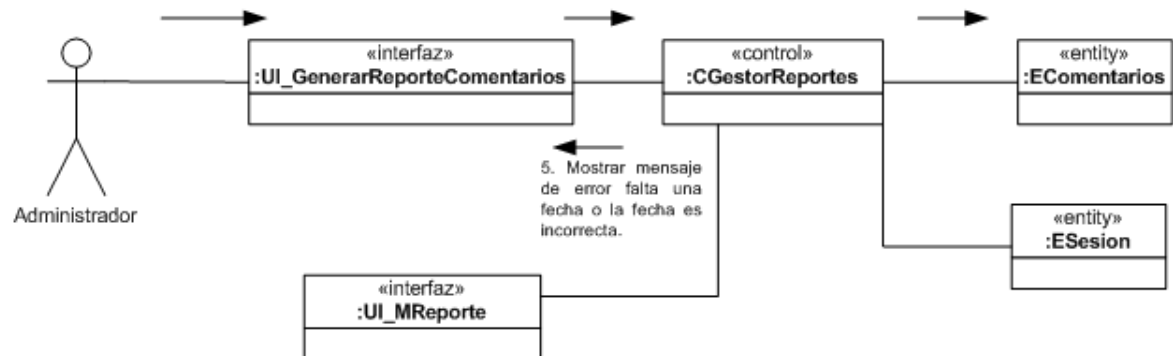 «interfaz»
:UI_GenerarReporteComentarios
«control»
:CGestorReportes
«entity»
:EComentarios
5. Mostrar mensaje
de error falta una
fecha o la fecha es
incorrecta.
Administrador
«entity»
:ESesion
«interfaz»
:UI_MReporte